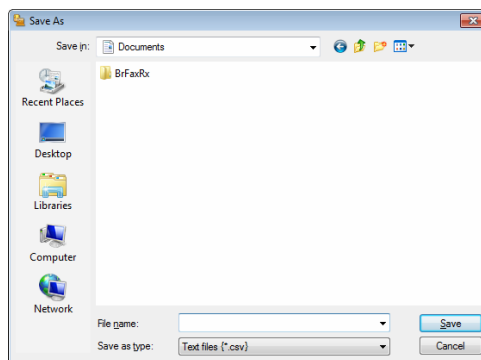 Save As
Save in:
Documents
BrFaxRx
Recent Places
Desktop
Libraries
Computer
Network
File name:
Save
Save as type:
Text files {*.csv}
Cancel